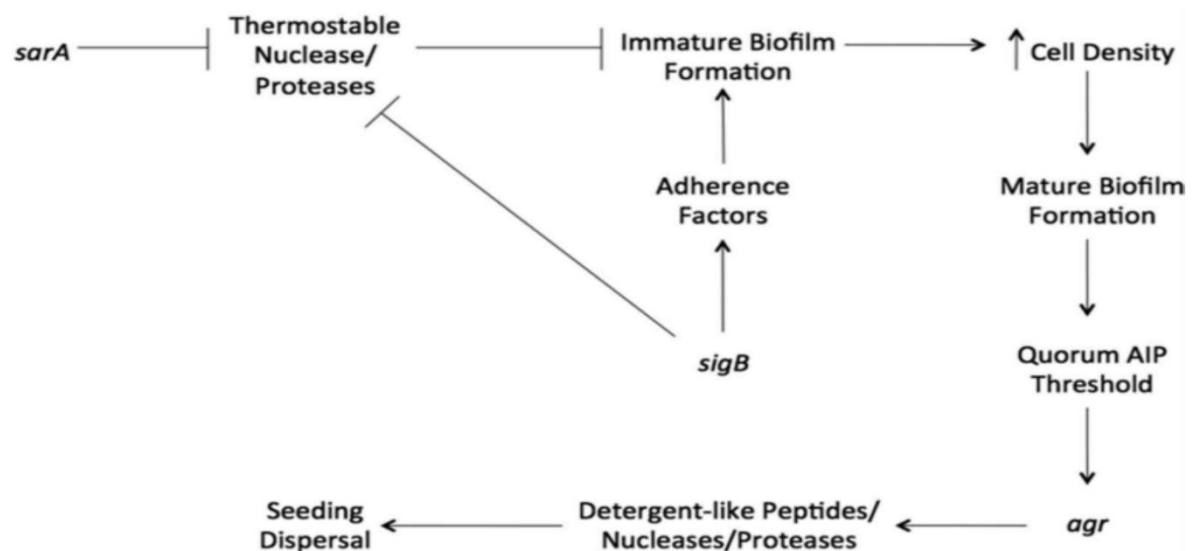 sarA
Thermostable
Nuclease/
Proteases
Immature Biofilm
Formation
Cell Density
Adherence
Factors
Mature Biofilm
Formation
sigB
Quorum AIP
Threshold
Seeding
Dispersal
Detergent-like Peptides/
Nucleases/Proteases
agr